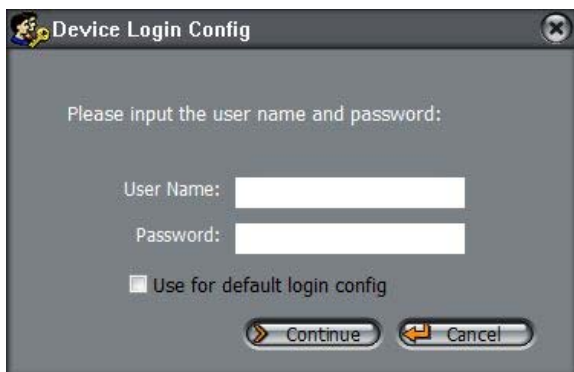 Device Login Config
Please input the user name and password:
User Name:
Password:
Use for default login config
Continue Cancel